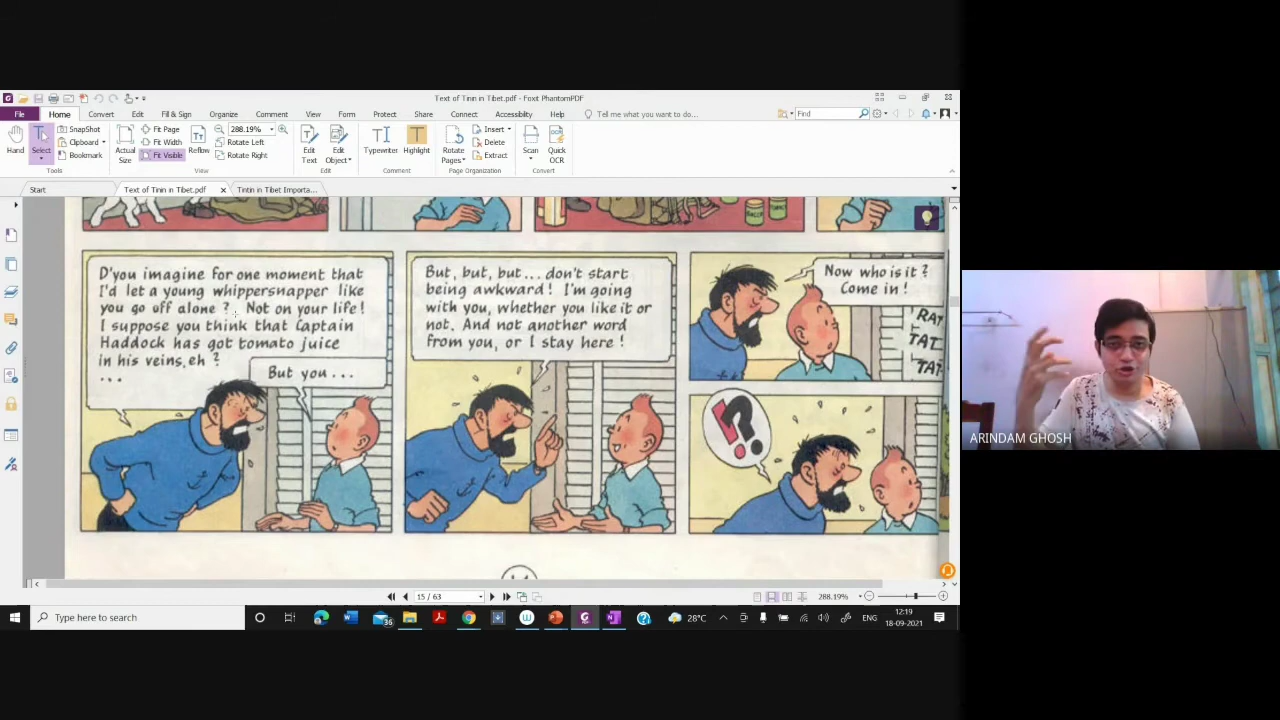 Text of Tinin in Tibet.pdf - Foxit PhantomPDF
File Home Convert Edit Fill & Sign Organize Comment View Form Protect Share Connect Accessibility Help Tell me what you want to do... Find
Hand
Select
SnapShot
Clipboard
Bookmark
Tools
Actual Size
Fit Page
Fit Width
Fit Visible
Reflow
288.19%
Rotate Left
Rotate Right
View
Edit Text
Edit Object
Edit
Typewriter
Highlight
Comment
Rotate Pages
Insert
Delete
Extract
Page Organization
Scan
Quick OCR
Convert
Start
Text of Tinin in Tibet.pdf
Tintin in Tibet Importa...
D'you imagine for one moment that
I'd let a young whippersnapper like
you go off alone ?. Not on your life!
I suppose you think that Captain
Haddock has got tomato juice
in his veins, eh ?
...
But you ...
But, but, but... don't start
being awkward! I'm going
with you, whether you like it or
not. And not another word
from you, or I stay here !
Now who is it ?
Come in !
RAT
TAT
TAT
?!
ARINDAM GHOSH
15 / 63
288.19%
Type here to search
36
28°C
ENG
12:19
18-09-2021